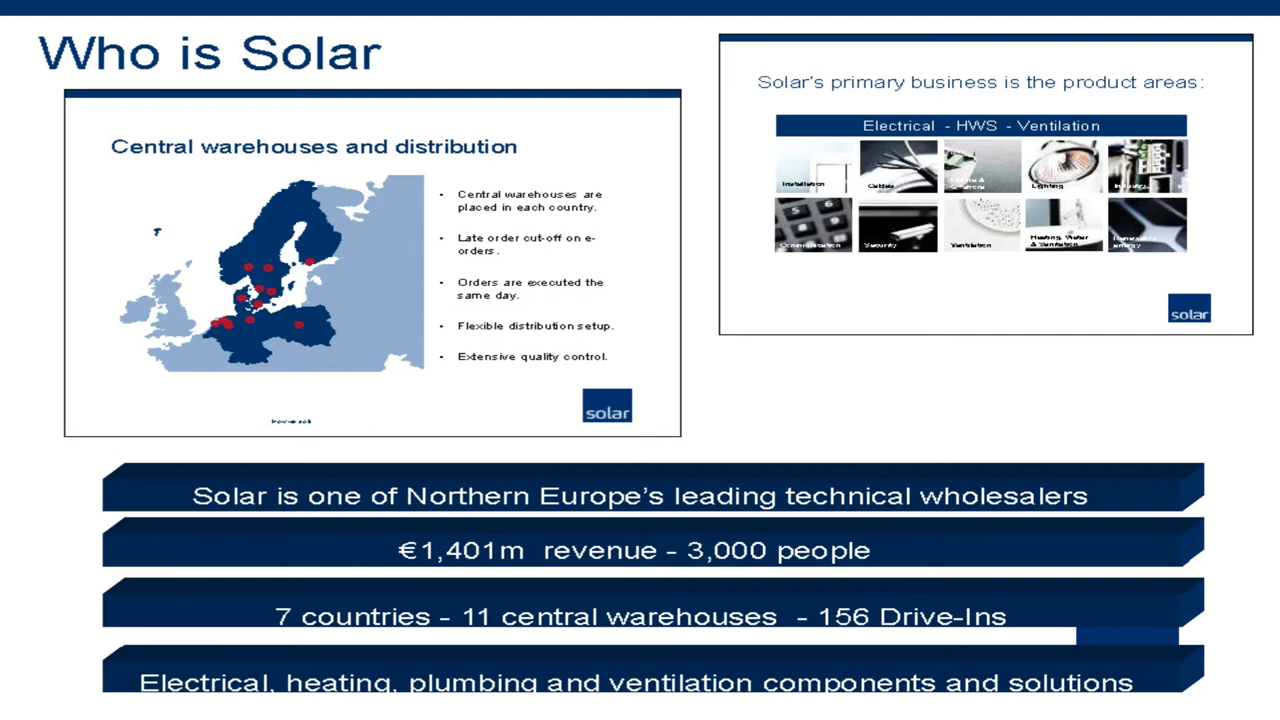 Who is Solar
Central warehouses and distribution
• Central warehouses are
placed in each country.
• Late order cut-off on e-
orders.
• Orders are executed the
same day.
• Flexible distribution setup.
• Extensive quality control.
solar
Solar's primary business is the product areas:
Electrical - HWS - Ventilation
Installation
Cables
Lighting
Industry
Communication
Security
Ventilation
Heating, Water
& Sanitation
Renewable
energy
solar
Solar is one of Northern Europe's leading technical wholesalers
€1,401m revenue - 3,000 people
7 countries - 11 central warehouses - 156 Drive-Ins
Electrical, heating, plumbing and ventilation components and solutions